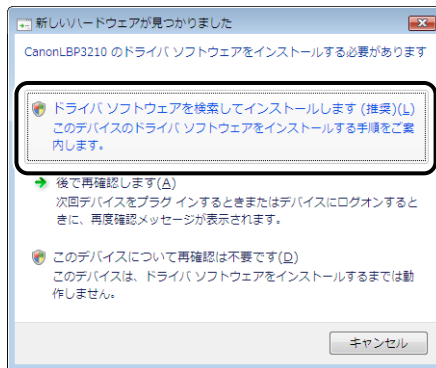 新しいハードウェアが見つかりました
CanonLBP3210 のドライバ ソフトウェアをインストールする必要があります
ドライバ ソフトウェアを検索してインストールします (推奨)(L)
このデバイスのドライバ ソフトウェアをインストールする手順をご案
内します。
後で再確認します(A)
次回デバイスをプラグ インするときまたはデバイスにログオンすると
きに、再度確認メッセージが表示されます。
このデバイスについて再確認は不要です(D)
このデバイスは、ドライバ ソフトウェアをインストールするまでは動
作しません。
キャンセル